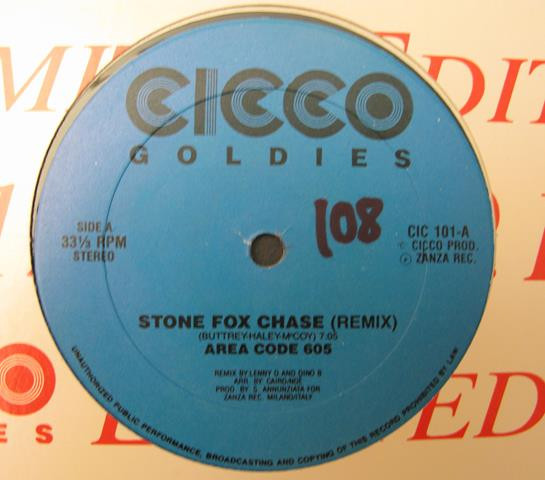 CICCO
GOLDIES
SIDE A
33⅓ RPM
STEREO
108
CIC 101-A
© CICCO PROD.
Ⓟ ZANZA REC.
STONE FOX CHASE (REMIX)
(BUTTREY-HALEY-McCOY) 7.05
AREA CODE 605
REMIX BY LENNY D AND DINO B
ARR. BY CAIRO/NOE
PROD. BY S. ANNUNZIATA FOR
ZANZA REC. MILANO/ITALY
UNAUTHORIZED PUBLIC PERFORMANCE, BROADCASTING AND COPYING OF THIS RECORD PROHIBITED BY LAW